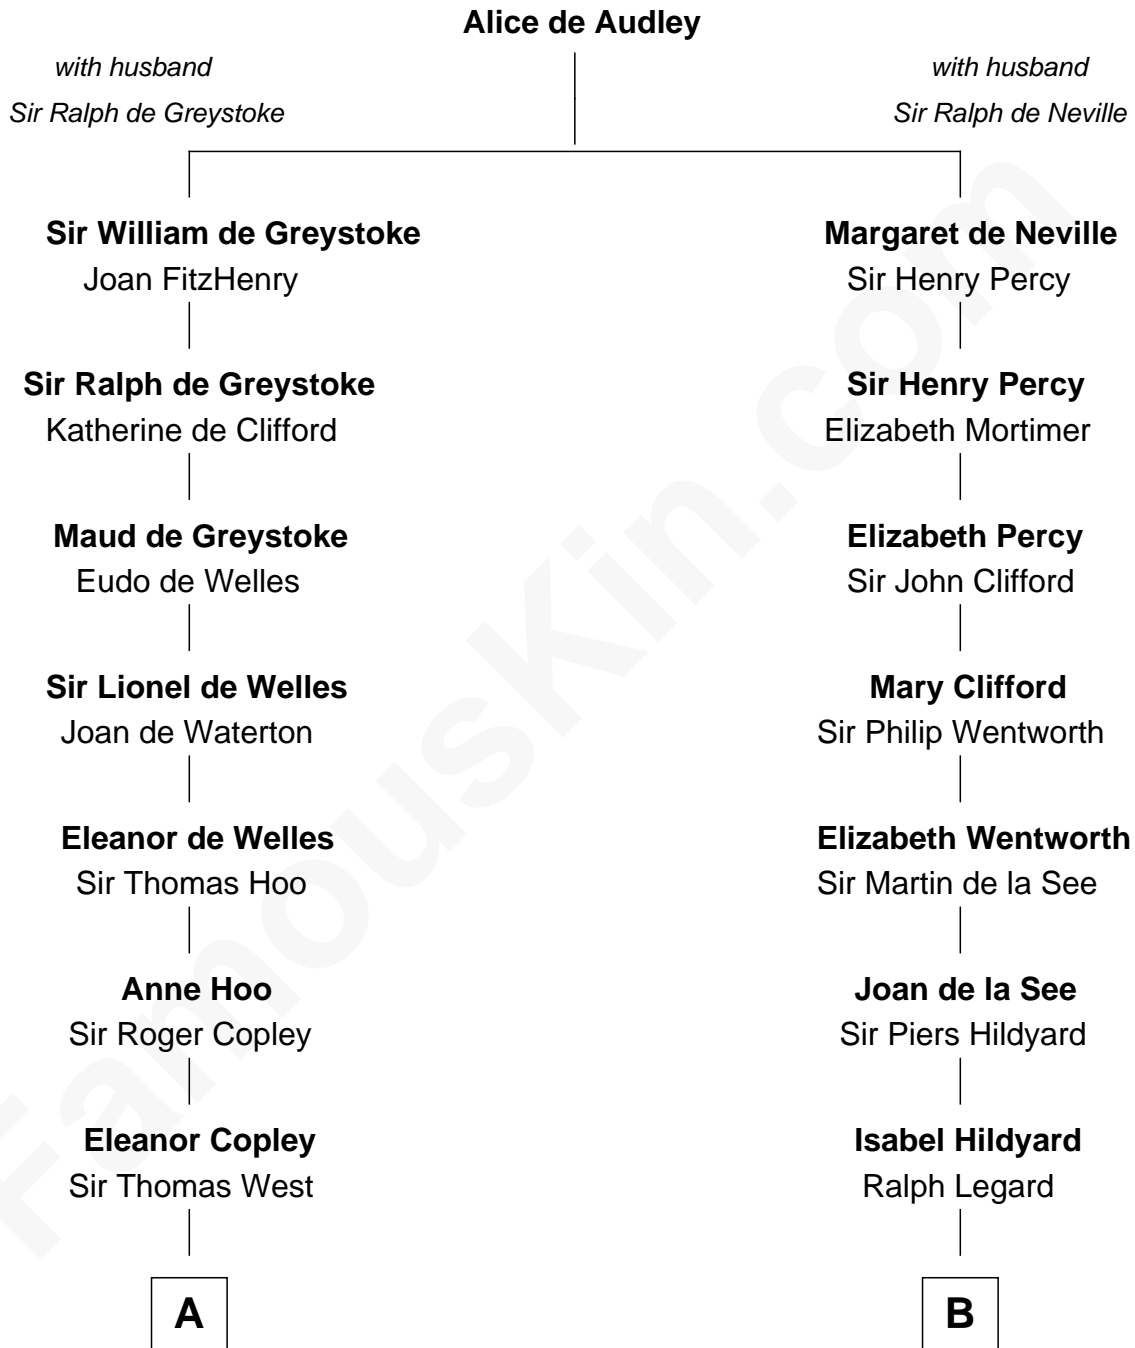 Alice de Audley
with husband
Sir Ralph de Greystoke
with husband
Sir Ralph de Neville
Sir William de Greystoke
Joan FitzHenry
Margaret de Neville
Sir Henry Percy
Sir Ralph de Greystoke
Katherine de Clifford
Sir Henry Percy
Elizabeth Mortimer
Maud de Greystoke
Eudo de Welles
Elizabeth Percy
Sir John Clifford
Sir Lionel de Welles
Joan de Waterton
Mary Clifford
Sir Philip Wentworth
Eleanor de Welles
Sir Thomas Hoo
Elizabeth Wentworth
Sir Martin de la See
Anne Hoo
Sir Roger Copley
Joan de la See
Sir Piers Hildyard
Eleanor Copley
Sir Thomas West
Isabel Hildyard
Ralph Legard
A
B
FamousKin.com